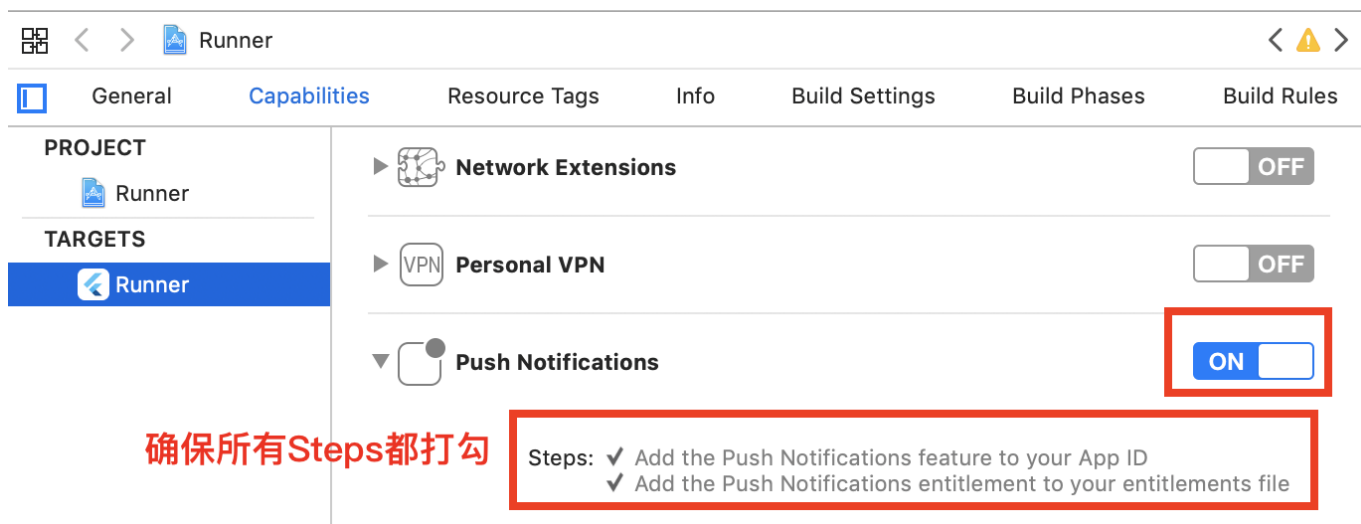 Runner
General Capabilities Resource Tags Info Build Settings Build Phases Build Rules
PROJECT
Runner
TARGETS
Runner
Network Extensions OFF
VPN Personal VPN OFF
Push Notifications ON
确保所有Steps都打勾
Steps: ✓ Add the Push Notifications feature to your App ID
✓ Add the Push Notifications entitlement to your entitlements file